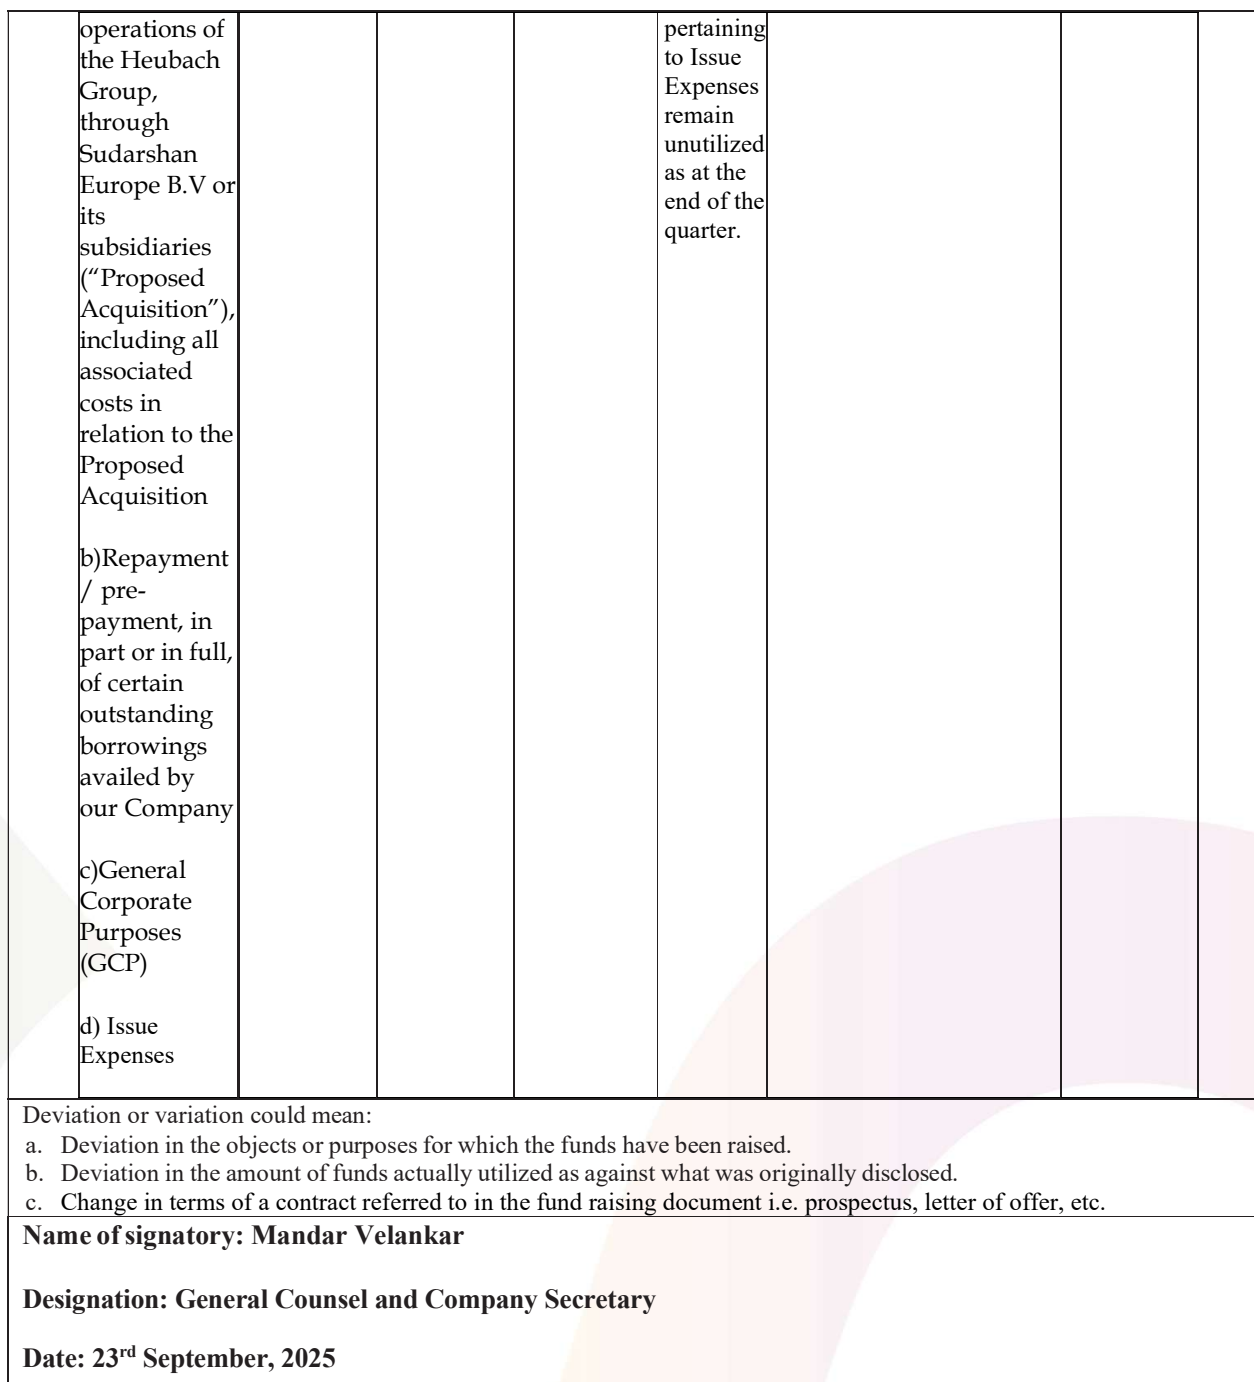 operations of
the Heubach
Group,
through
Sudarshan
Europe B.V or
its
subsidiaries
(“Proposed
Acquisition”),
including all
associated
costs in
relation to the
Proposed
Acquisition
b)Repayment
/ pre-
payment, in
part or in full,
of certain
outstanding
borrowings
availed by
our Company
c)General
Corporate
Purposes
(GCP)
d) Issue
Expenses
pertaining
to Issue
Expenses
remain
unutilized
as at the
end of the
quarter.
Deviation or variation could mean:
a. Deviation in the objects or purposes for which the funds have been raised.
b. Deviation in the amount of funds actually utilized as against what was originally disclosed.
c. Change in terms of a contract referred to in the fund raising document i.e. prospectus, letter of offer, etc.
Name of signatory: Mandar Velankar
Designation: General Counsel and Company Secretary
Date: 23rd September, 2025